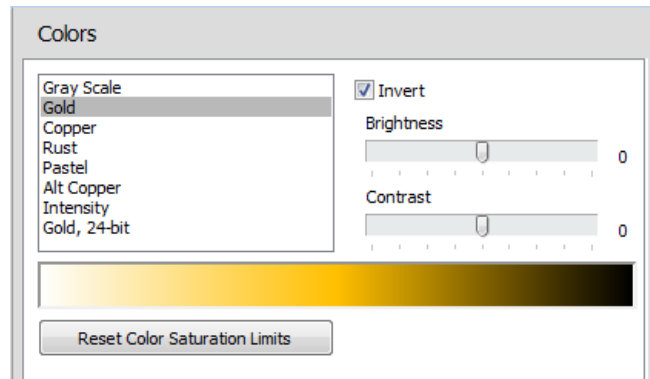 Colors
Gray Scale
Gold
Copper
Rust
Pastel
Alt Copper
Intensity
Gold, 24-bit
Invert
Brightness
0
Contrast
0
Reset Color Saturation Limits